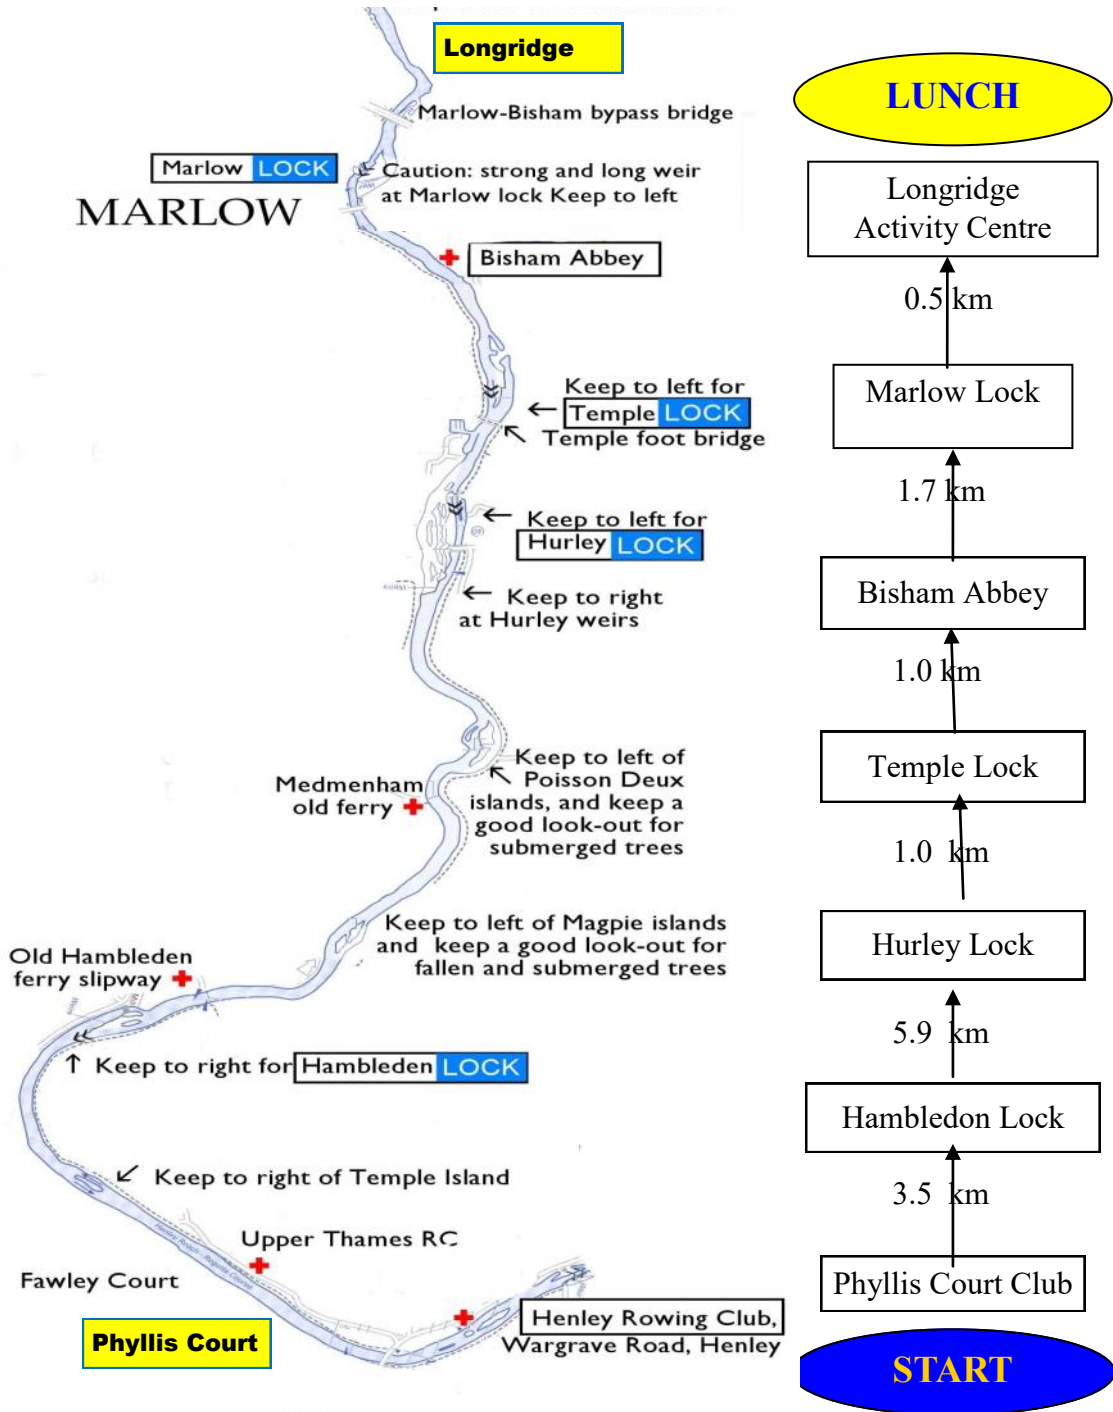 Longridge
Marlow-Bisham bypass bridge
Marlow LOCK
Caution: strong and long weir
at Marlow lock Keep to left
MARLOW
Bisham Abbey
Keep to left for
Temple LOCK
Temple foot bridge
Keep to left for
Hurley LOCK
Keep to right
at Hurley weirs
Keep to left of
Poisson Deux
islands, and keep a
good look-out for
submerged trees
Medmenham
old ferry
Keep to left of Magpie islands
and keep a good look-out for
fallen and submerged trees
Old Hambleden
ferry slipway
Keep to right for Hambleden LOCK
Keep to right of Temple Island
Upper Thames RC
Henley Reach - Regatta Course
Fawley Court
Henley Rowing Club,
Wargrave Road, Henley
Phyllis Court
LUNCH
Longridge
Activity Centre
0.5 km
Marlow Lock
1.7 km
Bisham Abbey
1.0 km
Temple Lock
1.0 km
Hurley Lock
5.9 km
Hambledon Lock
3.5 km
Phyllis Court Club
START